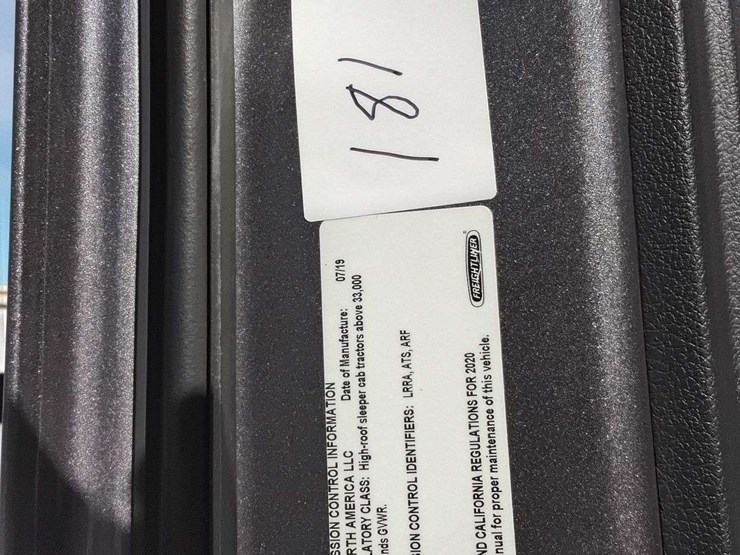 181
SSION CONTROL INFORMATION
RTH AMERICA LLC Date of Manufacture: 07/19
LATORY CLASS: High-roof sleeper cab tractors above 33,000
nds GVWR.
ION CONTROL IDENTIFIERS: LRRA, ATS, ARF
ND CALIFORNIA REGULATIONS FOR 2020
nual for proper maintenance of this vehicle.
FREIGHTLINER